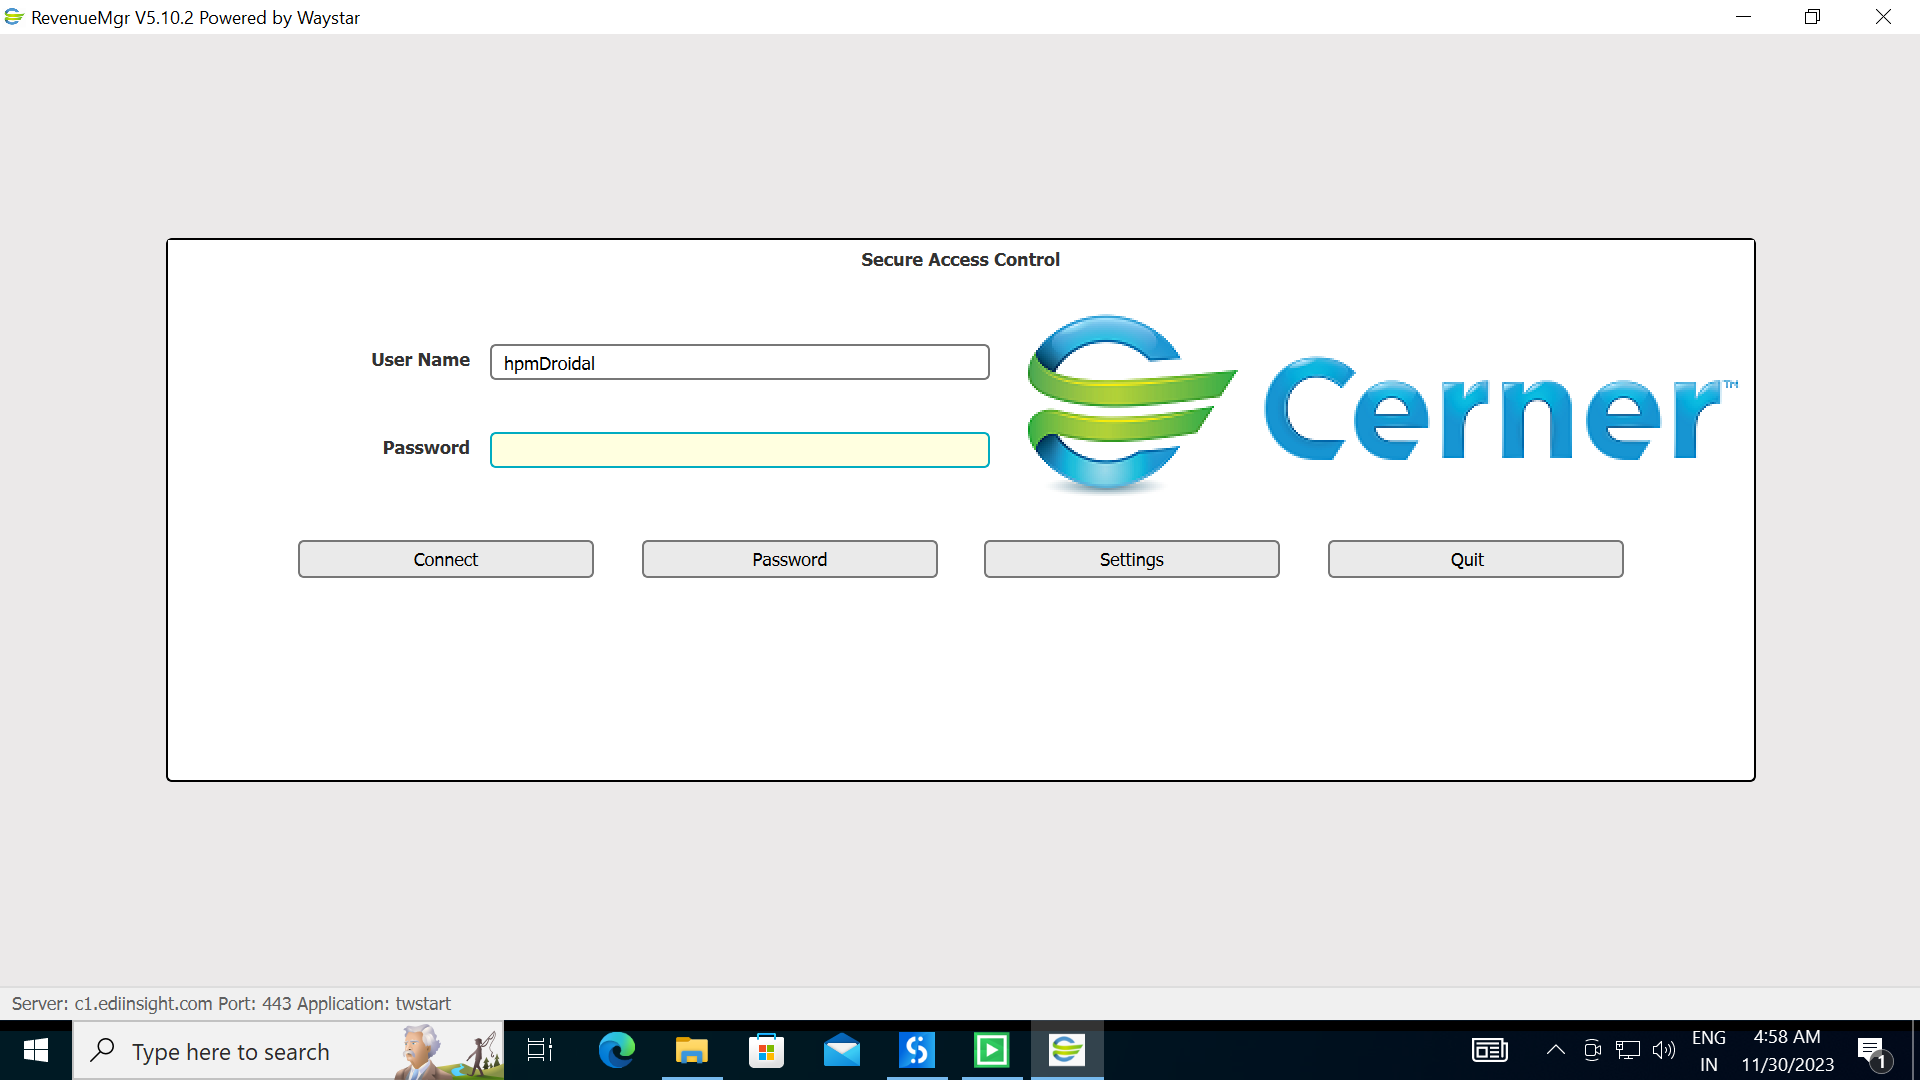 RevenueMgr V5.10.2 Powered by Waystar
Secure Access Control
User Name
hpmDroidal
Password
Cerner™
Connect
Password
Settings
Quit
Server: c1.ediinsight.com Port: 443 Application: twstart
Type here to search
ENG
IN
4:58 AM
11/30/2023
1